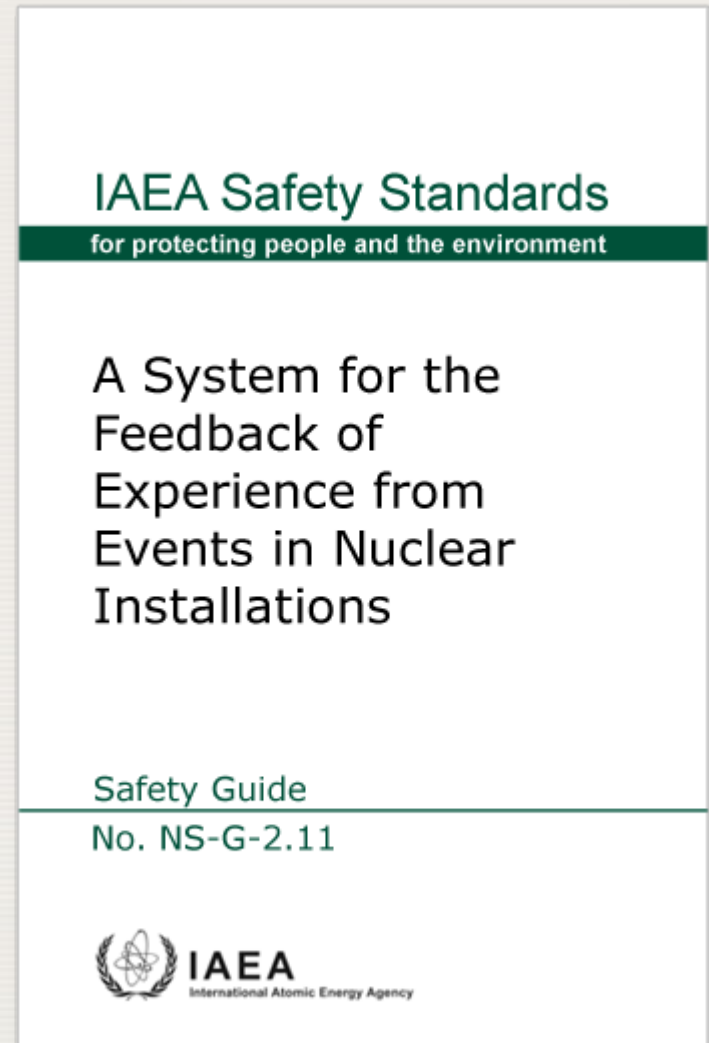 IAEA Safety Standards
for protecting people and the environment
A System for the
Feedback of
Experience from
Events in Nuclear
Installations
Safety Guide
No. NS-G-2.11
IAEA
International Atomic Energy Agency